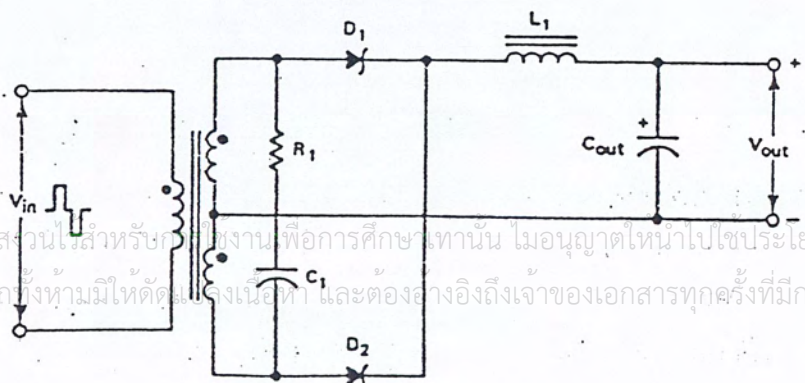 L₁
D₁
R₁
C₁
D₂
Vin
Cout
+
Vout
+
−
สงวนไว้สำหรับการใช้งานเพื่อการศึกษาเท่านั้น ไม่อนุญาตให้นำไปใช้ประโย
ทั้งห้ามมิให้ดัดแปลงเนื้อหา และต้องอ้างอิงถึงเจ้าของเอกสารทุกครั้งที่มีก